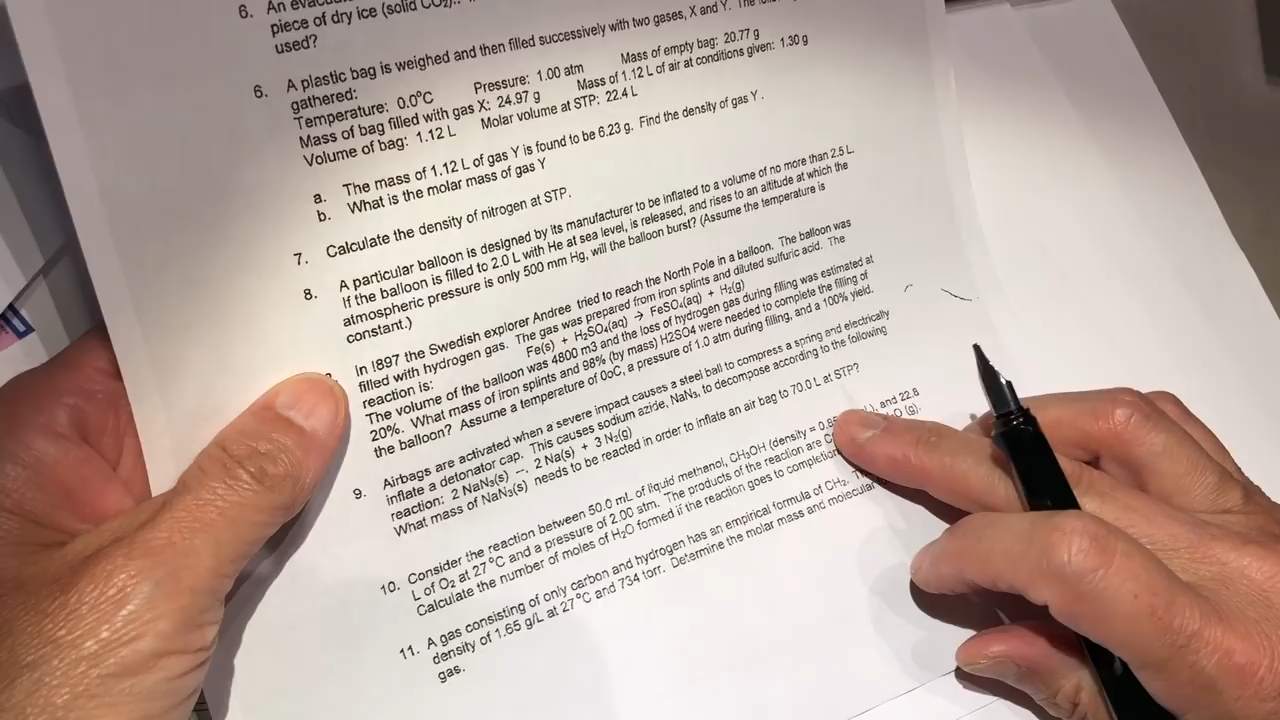 6. An
piece of dry ice (solid CO₂)..
used?
6. A plastic bag is weighed and then filled successively with two gases, X and Y. The
gathered:
Temperature: 0.0°C Pressure: 1.00 atm Mass of empty bag: 20.77 g
Mass of bag filled with gas X: 24.97 g Mass of 1.12 L of air at conditions given: 1.30 g
Volume of bag: 1.12 L Molar volume at STP: 22.4 L
a. The mass of 1.12 L of gas Y is found to be 6.23 g. Find the density of gas Y.
b. What is the molar mass of gas Y
7. Calculate the density of nitrogen at STP.
8. A particular balloon is designed by its manufacturer to be inflated to a volume of no more than 2.5 L.
If the balloon is filled to 2.0 L with He at sea level, is released, and rises to an altitude at which the
atmospheric pressure is only 500 mm Hg, will the balloon burst? (Assume the temperature is
constant.)
In 1897 the Swedish explorer Andree tried to reach the North Pole in a balloon. The balloon was
filled with hydrogen gas. The gas was prepared from iron splints and diluted sulfuric acid. The
reaction is: Fe(s) + H₂SO₄(aq) → FeSO₄(aq) + H₂(g)
The volume of the balloon was 4800 m3 and the loss of hydrogen gas during filling was estimated at
20%. What mass of iron splints and 98% (by mass) H2SO4 were needed to complete the filling of
the balloon? Assume a temperature of 0oC, a pressure of 1.0 atm during filling, and a 100% yield.
9. Airbags are activated when a severe impact causes a steel ball to compress a spring and electrically
inflate a detonator cap. This causes sodium azide, NaN₃, to decompose according to the following
reaction: 2 NaN₃(s) → 2 Na(s) + 3 N₂(g)
What mass of NaN₃(s) needs to be reacted in order to inflate an air bag to 70.0 L at STP?
10. Consider the reaction between 50.0 mL of liquid methanol, CH₃OH (density = 0.85 L), and 22.8
L of O₂ at 27 °C and a pressure of 2.00 atm. The products of the reaction are O (g).
Calculate the number of moles of H₂O formed if the reaction goes to completion
11. A gas consisting of only carbon and hydrogen has an empirical formula of CH₂.
density of 1.65 g/L at 27 °C and 734 torr. Determine the molar mass and molecular
gas.